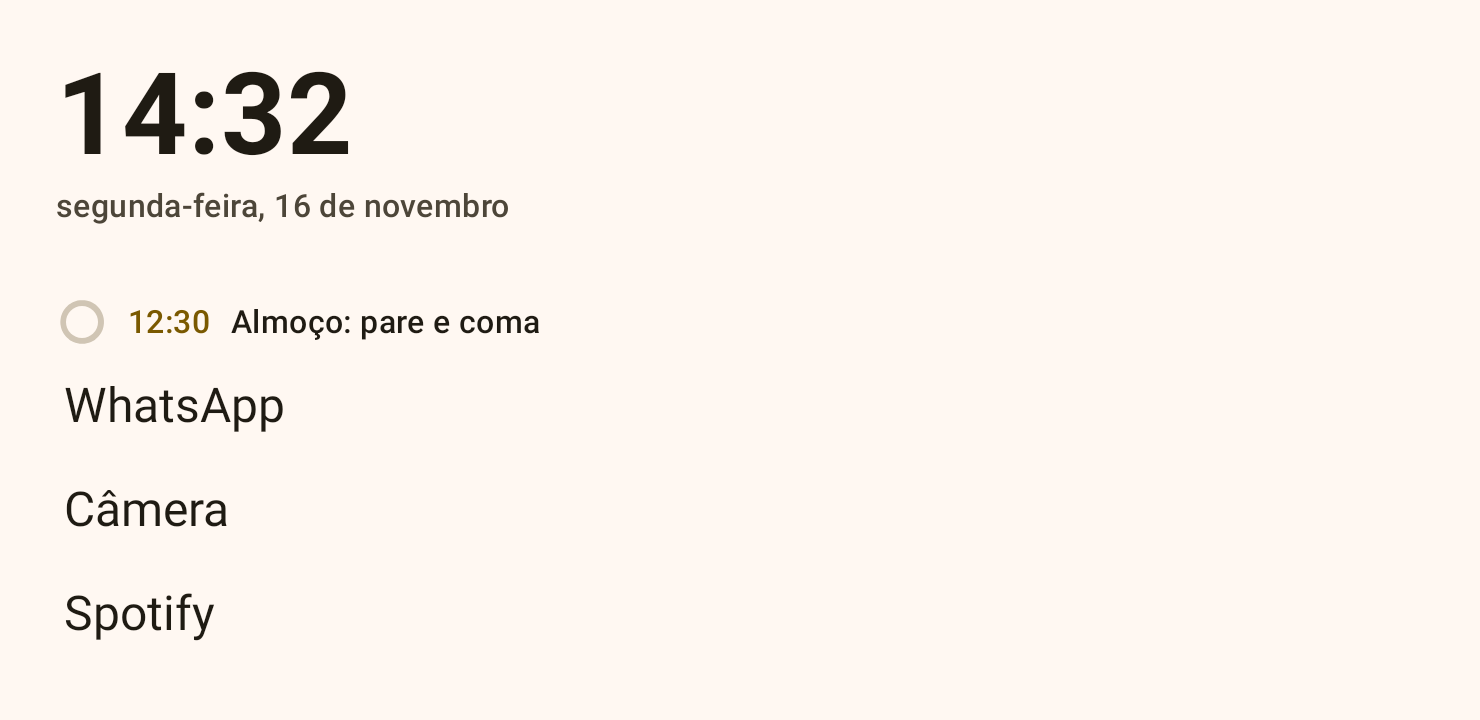 14:32
segunda-feira, 16 de novembro
12:30 Almoço: pare e coma
WhatsApp
Câmera
Spotify